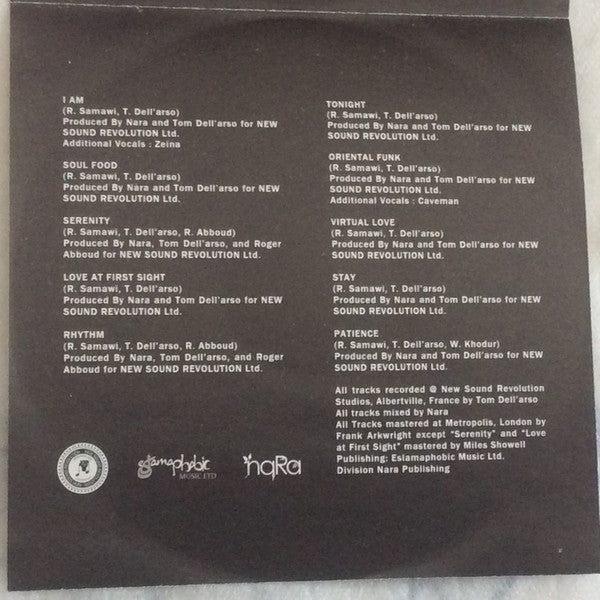 I AM
(R. Samawi, T. Dell'arso)
Produced By Nara and Tom Dell'arso for NEW
SOUND REVOLUTION Ltd.
Additional Vocals : Zeina
SOUL FOOD
(R. Samawi, T. Dell'arso)
Produced By Nara and Tom Dell'arso for NEW
SOUND REVOLUTION Ltd.
SERENITY
(R. Samawi, T. Dell'arso, R. Abboud)
Produced By Nara, Tom Dell'arso, and Roger
Abboud for NEW SOUND REVOLUTION Ltd.
LOVE AT FIRST SIGHT
(R. Samawi, T. Dell'arso)
Produced By Nara and Tom Dell'arso for NEW
SOUND REVOLUTION Ltd.
RHYTHM
(R. Samawi, T. Dell'arso, R. Abboud)
Produced By Nara, Tom Dell'arso, and Roger
Abboud for NEW SOUND REVOLUTION Ltd.
TONIGHT
(R. Samawi, T. Dell'arso)
Produced By Nara and Tom Dell'arso for NEW
SOUND REVOLUTION Ltd.
ORIENTAL FUNK
(R. Samawi, T. Dell'arso)
Produced By Nara and Tom Dell'arso for NEW
SOUND REVOLUTION Ltd.
Additional Vocals : Caveman
VIRTUAL LOVE
(R. Samawi, T. Dell'arso)
Produced By Nara and Tom Dell'arso for NEW
SOUND REVOLUTION Ltd.
STAY
(R. Samawi, T. Dell'arso)
Produced By Nara and Tom Dell'arso for NEW
SOUND REVOLUTION Ltd.
PATIENCE
(R. Samawi, T. Dell'arso, W. Khodur)
Produced By Nara and Tom Dell'arso for NEW
SOUND REVOLUTION Ltd.
All tracks recorded @ New Sound Revolution
Studios, Albertville, France by Tom Dell'arso
All tracks mixed by Nara
All Tracks mastered at Metropolis, London by
Frank Arkwright except "Serenity" and "Love
at First Sight" mastered by Miles Showell
Publishing: Eslamaphobic Music Ltd.
Division Nara Publishing
eslamaphobic
MUSIC LTD
nara